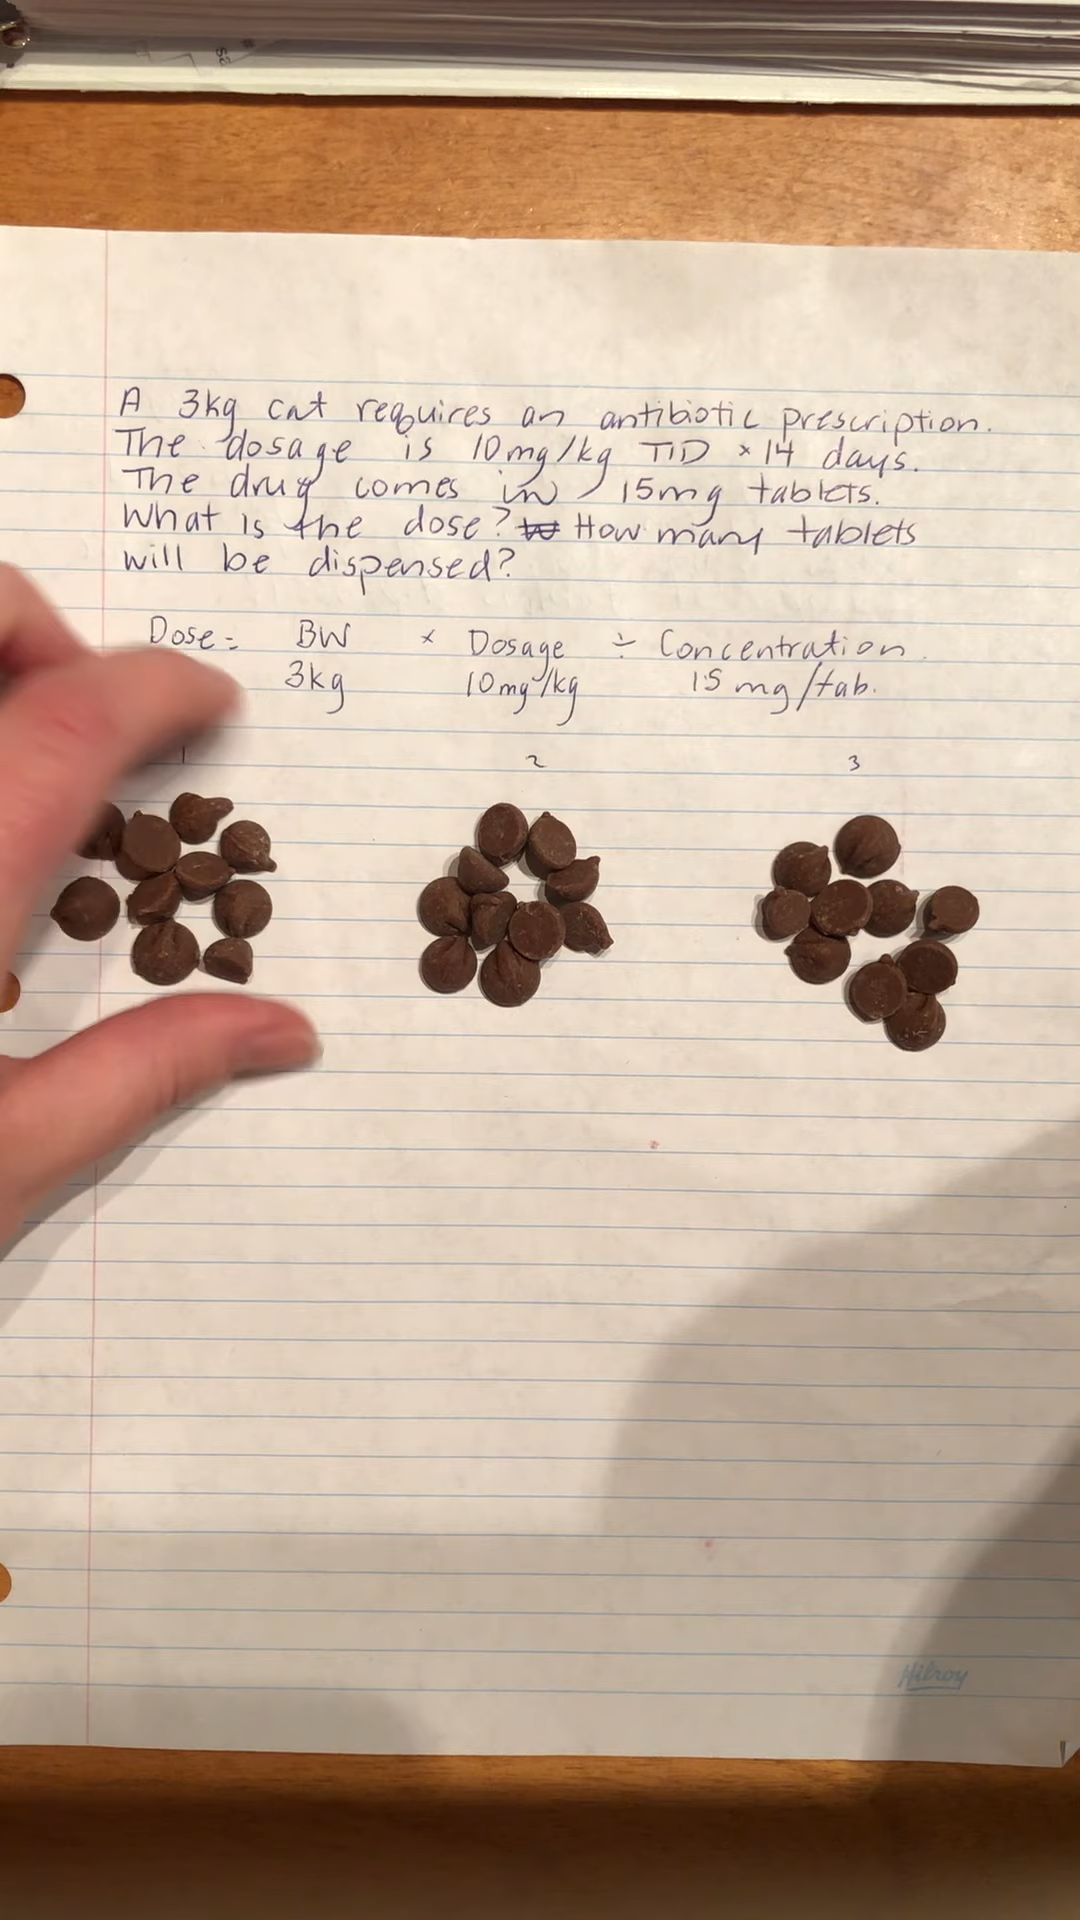 A 3kg cat requires an antibiotic prescription.
The dosage is 10mg/kg TID × 14 days.
The drug comes in 15mg tablets.
What is the dose? How many tablets
will be dispensed?
Dose = BW × Dosage ÷ Concentration
3kg 10mg/kg 15mg/tab.
1 2 3
Hilroy